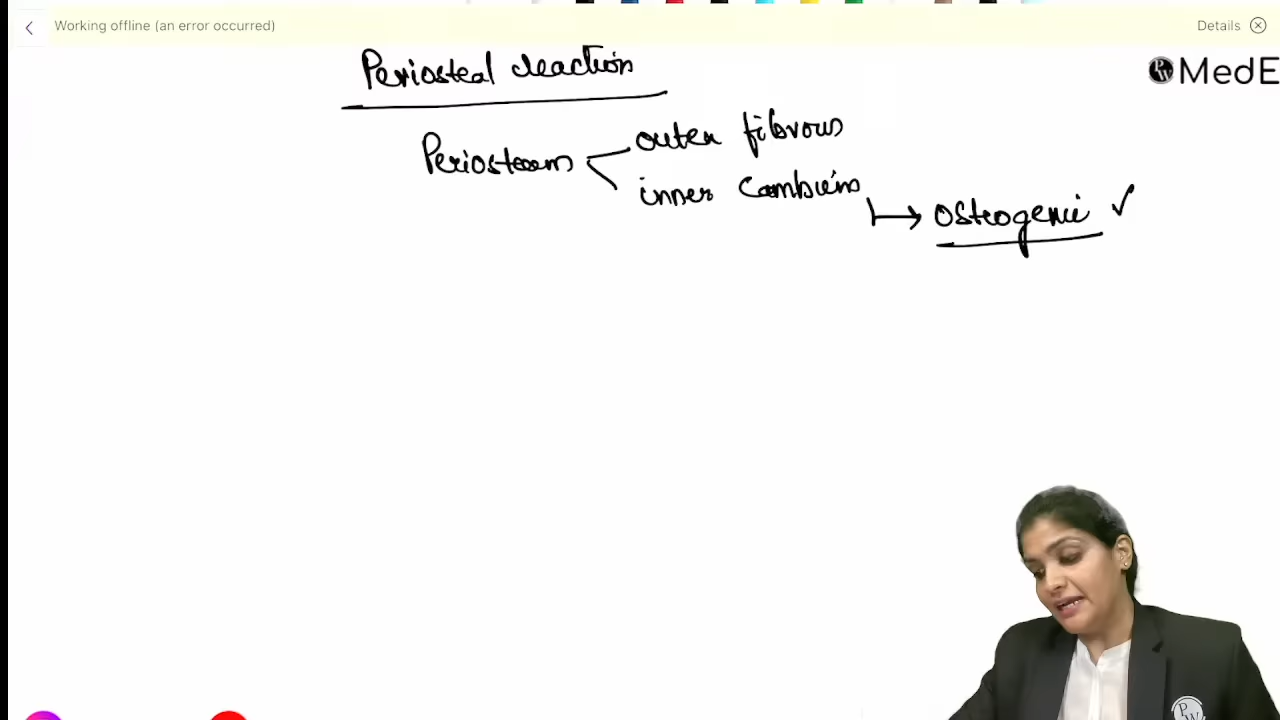 Working offline (an error occurred)
Details
MedE
Periosteal reaction
Periosteum
outer fibrous
inner Cambium
Osteogenic ✓